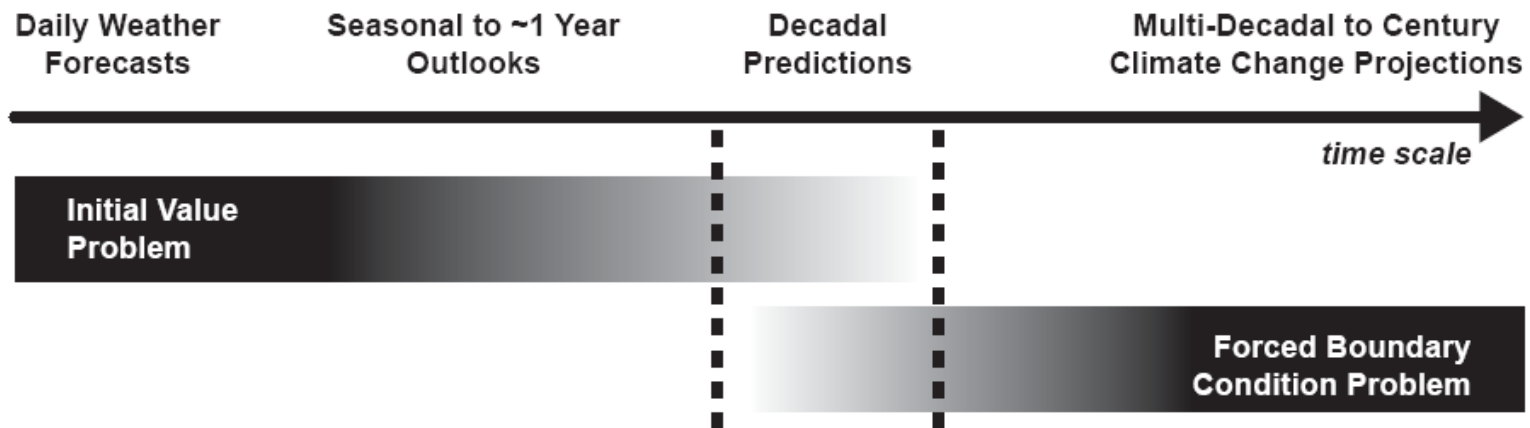 Daily Weather
Forecasts
Seasonal to ~1 Year
Outlooks
Decadal
Predictions
Multi-Decadal to Century
Climate Change Projections
time scale
Initial Value
Problem
Forced Boundary
Condition Problem